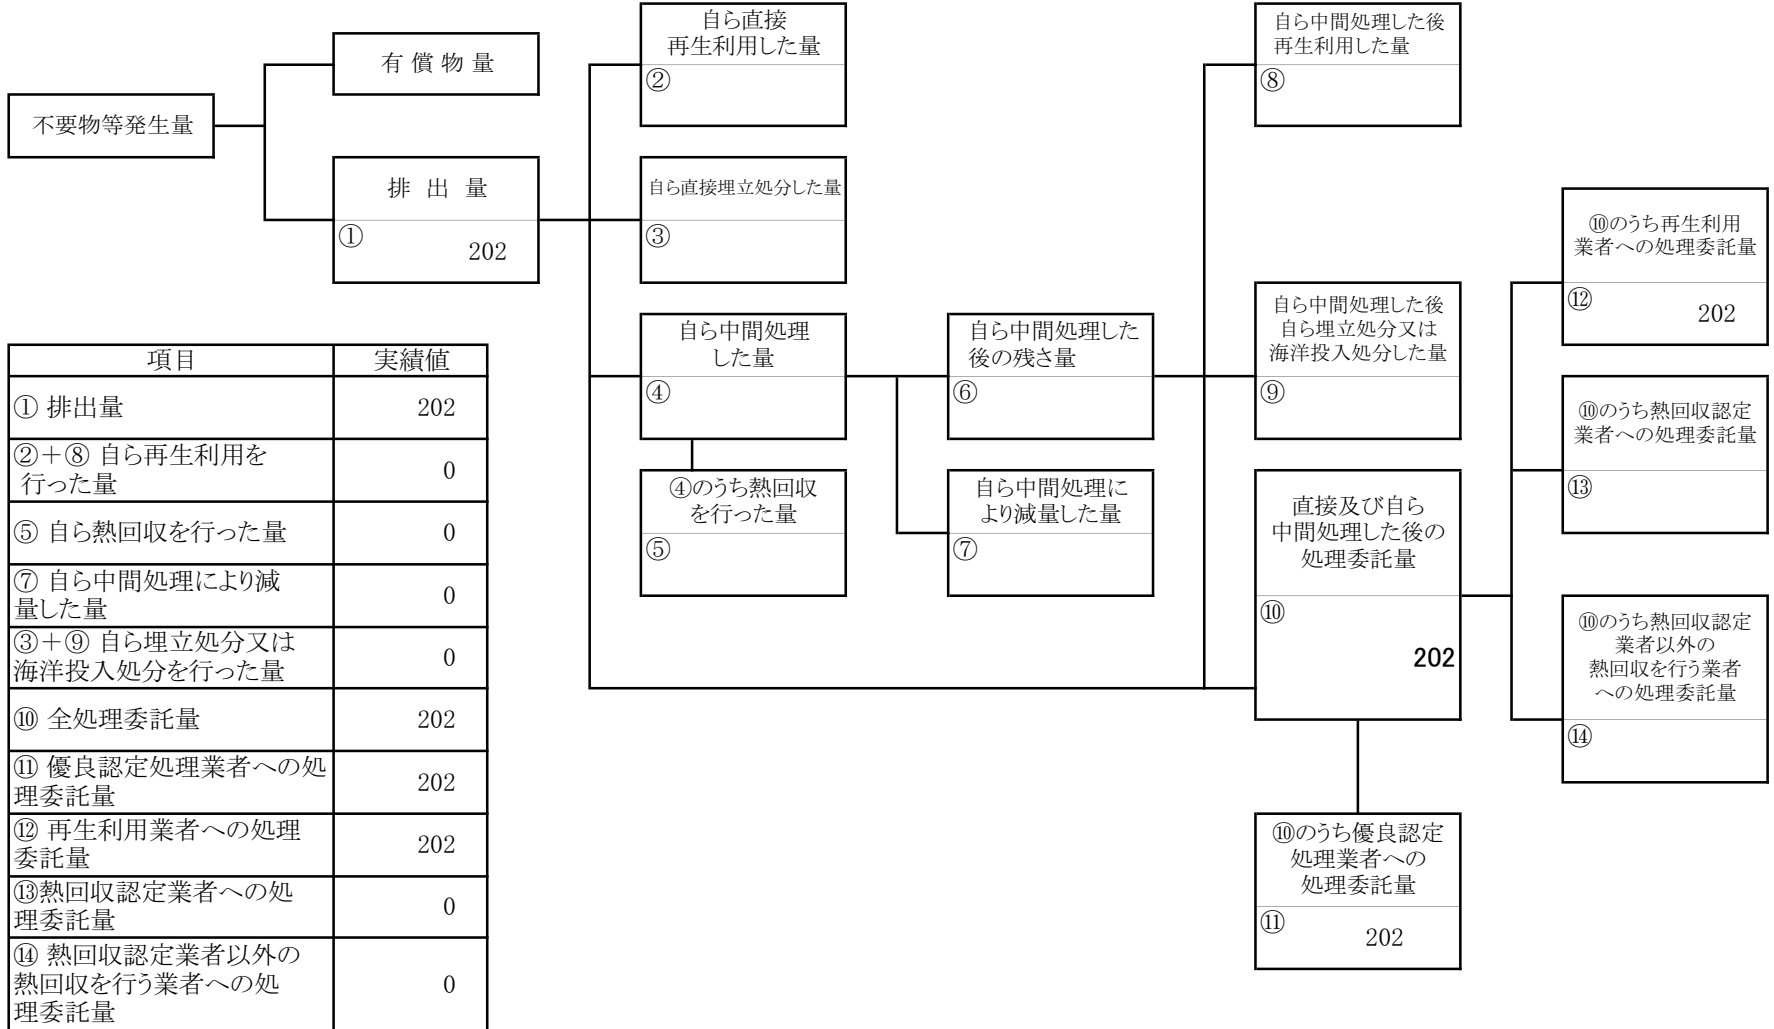 不要物等発生量
有 償 物 量
排 出 量
①
202
自ら直接
再生利用した量
②
自ら直接埋立処分した量
③
自ら中間処理
した量
④
④のうち熱回収
を行った量
⑤
自ら中間処理した
後の残さ量
⑥
自ら中間処理に
より減量した量
⑦
自ら中間処理した後
再生利用した量
⑧
自ら中間処理した後
自ら埋立処分又は
海洋投入処分した量
⑨
直接及び自ら
中間処理した後の
処理委託量
⑩
202
⑩のうち優良認定
処理業者への
処理委託量
⑪
202
⑩のうち再生利用
業者への処理委託量
⑫
202
⑩のうち熱回収認定
業者への処理委託量
⑬
⑩のうち熱回収認定
業者以外の
熱回収を行う業者
への処理委託量
⑭
項目 実績値
① 排出量 202
②+⑧ 自ら再生利用を
行った量 0
⑤ 自ら熱回収を行った量 0
⑦ 自ら中間処理により減
量した量 0
③+⑨ 自ら埋立処分又は
海洋投入処分を行った量 0
⑩ 全処理委託量 202
⑪ 優良認定処理業者への処
理委託量 202
⑫ 再生利用業者への処理
委託量 202
⑬熱回収認定業者への処
理委託量 0
⑭ 熱回収認定業者以外の
熱回収を行う業者への処 0
理委託量